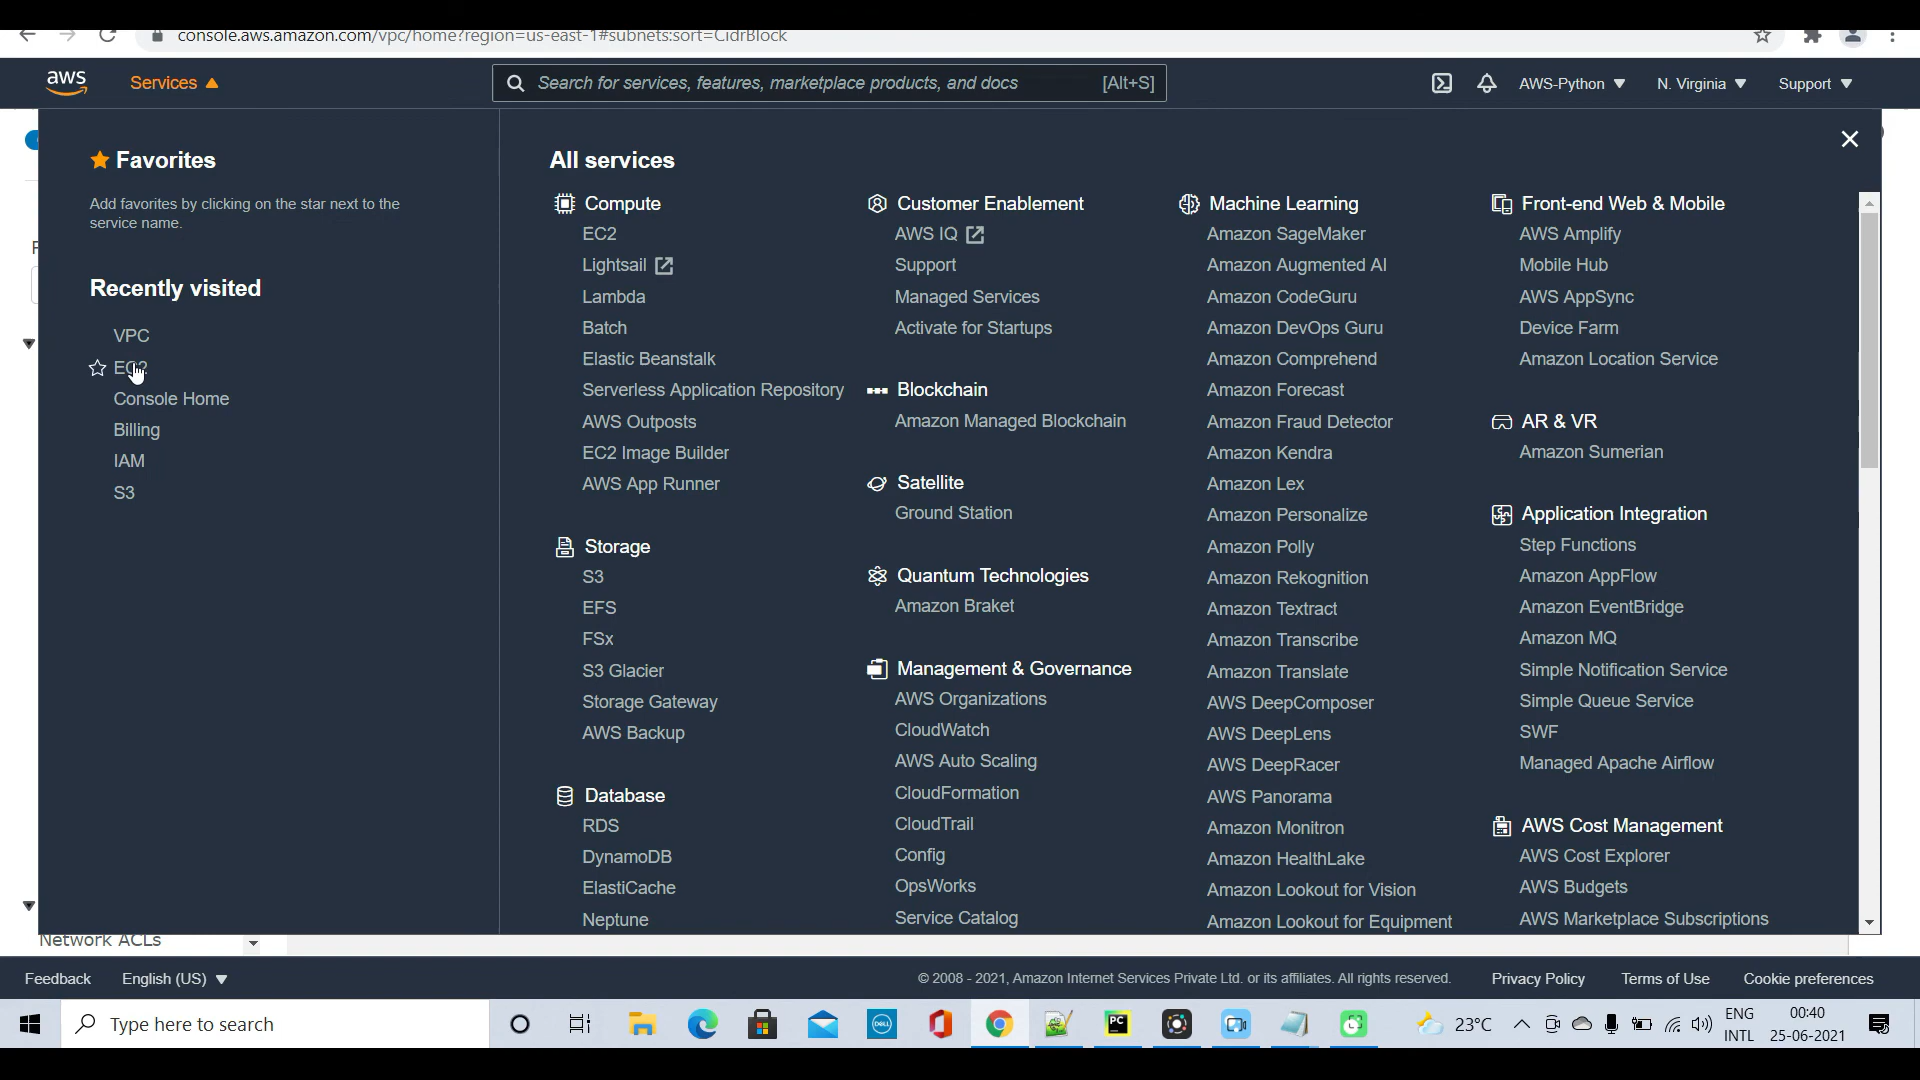 console.aws.amazon.com/vpc/home?region=us-east-1#subnets:sort=CidrBlock
aws
Services
Search for services, features, marketplace products, and docs
[Alt+S]
AWS-Python
N. Virginia
Support
Favorites
Add favorites by clicking on the star next to the
service name.
Recently visited
VPC
EC2
Console Home
Billing
IAM
S3
All services
Compute
EC2
Lightsail
Lambda
Batch
Elastic Beanstalk
Serverless Application Repository
AWS Outposts
EC2 Image Builder
AWS App Runner
Storage
S3
EFS
FSx
S3 Glacier
Storage Gateway
AWS Backup
Database
RDS
DynamoDB
ElastiCache
Neptune
Customer Enablement
AWS IQ
Support
Managed Services
Activate for Startups
Blockchain
Amazon Managed Blockchain
Satellite
Ground Station
Quantum Technologies
Amazon Braket
Management & Governance
AWS Organizations
CloudWatch
AWS Auto Scaling
CloudFormation
CloudTrail
Config
OpsWorks
Service Catalog
Machine Learning
Amazon SageMaker
Amazon Augmented AI
Amazon CodeGuru
Amazon DevOps Guru
Amazon Comprehend
Amazon Forecast
Amazon Fraud Detector
Amazon Kendra
Amazon Lex
Amazon Personalize
Amazon Polly
Amazon Rekognition
Amazon Textract
Amazon Transcribe
Amazon Translate
AWS DeepComposer
AWS DeepLens
AWS DeepRacer
AWS Panorama
Amazon Monitron
Amazon HealthLake
Amazon Lookout for Vision
Amazon Lookout for Equipment
Front-end Web & Mobile
AWS Amplify
Mobile Hub
AWS AppSync
Device Farm
Amazon Location Service
AR & VR
Amazon Sumerian
Application Integration
Step Functions
Amazon AppFlow
Amazon EventBridge
Amazon MQ
Simple Notification Service
Simple Queue Service
SWF
Managed Apache Airflow
AWS Cost Management
AWS Cost Explorer
AWS Budgets
AWS Marketplace Subscriptions
Network ACLs
Feedback
English (US)
© 2008 - 2021, Amazon Internet Services Private Ltd. or its affiliates. All rights reserved.
Privacy Policy
Terms of Use
Cookie preferences
Type here to search
DELL
PC
23°C
ENG
INTL
00:40
25-06-2021